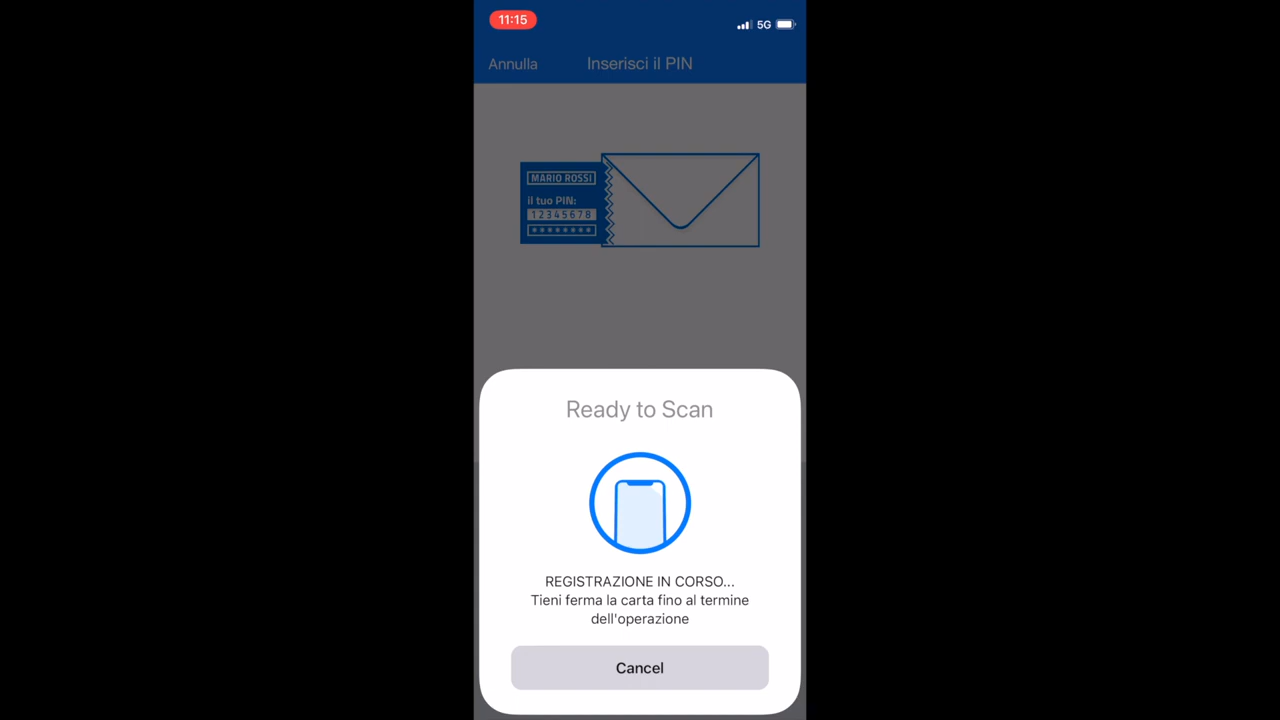 11:15
5G
Annulla
Inserisci il PIN
MARIO ROSSI
il tuo PIN:
12345678
********
Ready to Scan
REGISTRAZIONE IN CORSO...
Tieni ferma la carta fino al termine
dell'operazione
Cancel